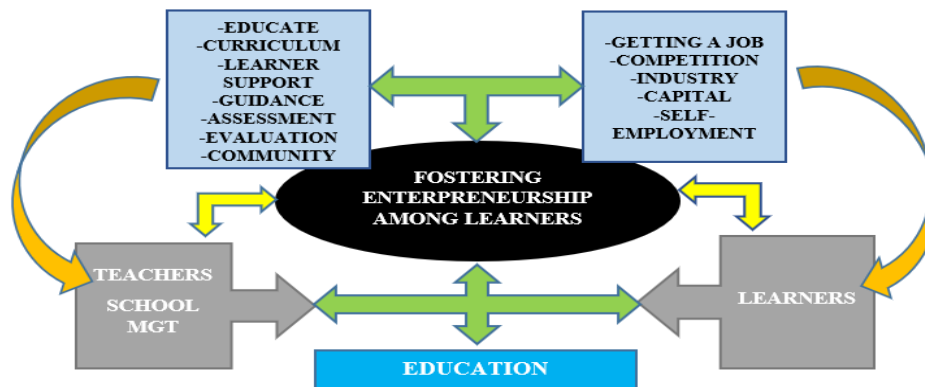 -EDUCATE
-CURRICULUM
-LEARNER
SUPPORT
-GUIDANCE
-ASSESSMENT
-EVALUATION
-COMMUNITY
-GETTING A JOB
-COMPETITION
-INDUSTRY
-CAPITAL
-SELF-
EMPLOYMENT
FOSTERING
ENTERPRENEURSHIP
AMONG LEARNERS
TEACHERS
SCHOOL
MGT
LEARNERS
EDUCATION